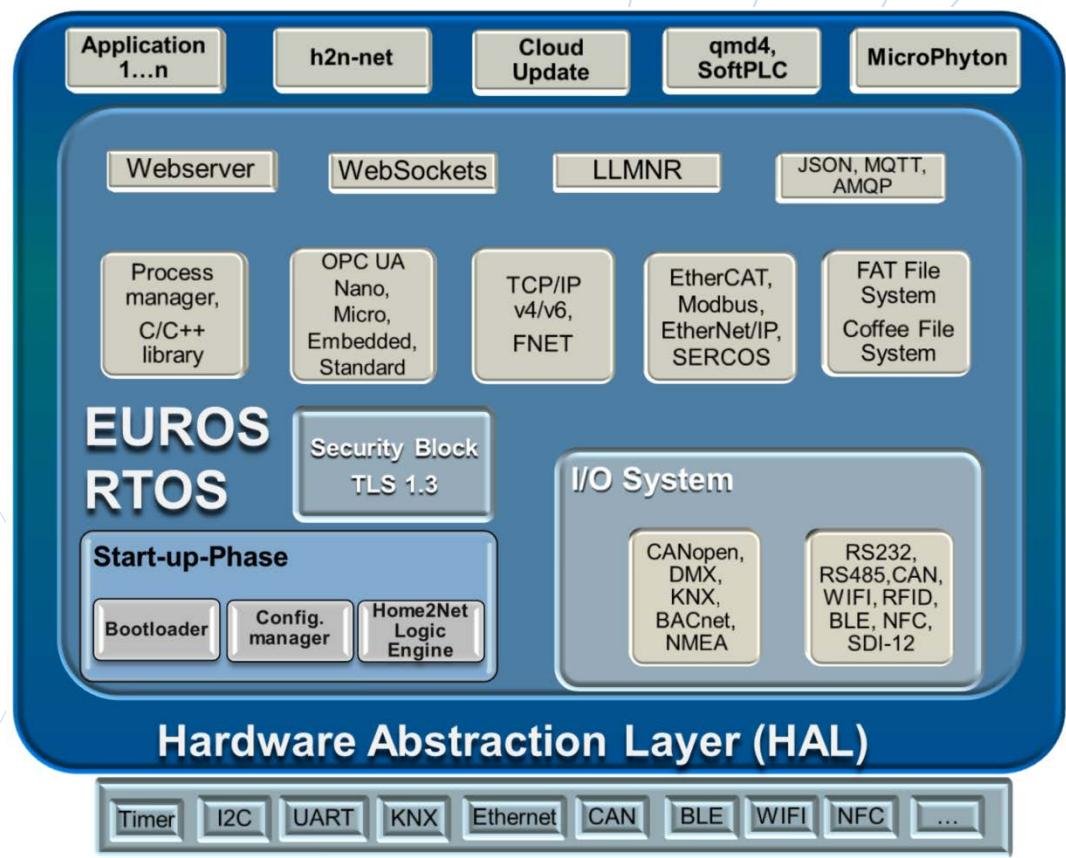 Application
1...n
h2n-net
Cloud
Update
qmd4,
SoftPLC
MicroPhyton
Webserver
WebSockets
LLMNR
JSON, MQTT,
AMQP
Process
manager,
C/C++
library
OPC UA
Nano,
Micro,
Embedded,
Standard
TCP/IP
v4/v6,
FNET
EtherCAT,
Modbus,
EtherNet/IP,
SERCOS
FAT File
System
Coffee File
System
EUROS
RTOS
Security Block
TLS 1.3
Start-up-Phase
Bootloader
Config.
manager
Home2Net
Logic
Engine
I/O System
CANopen,
DMX,
KNX,
BACnet,
NMEA
RS232,
RS485,CAN,
WIFI, RFID,
BLE, NFC,
SDI-12
Hardware Abstraction Layer (HAL)
Timer
I2C
UART
KNX
Ethernet
CAN
BLE
WIFI
NFC
...